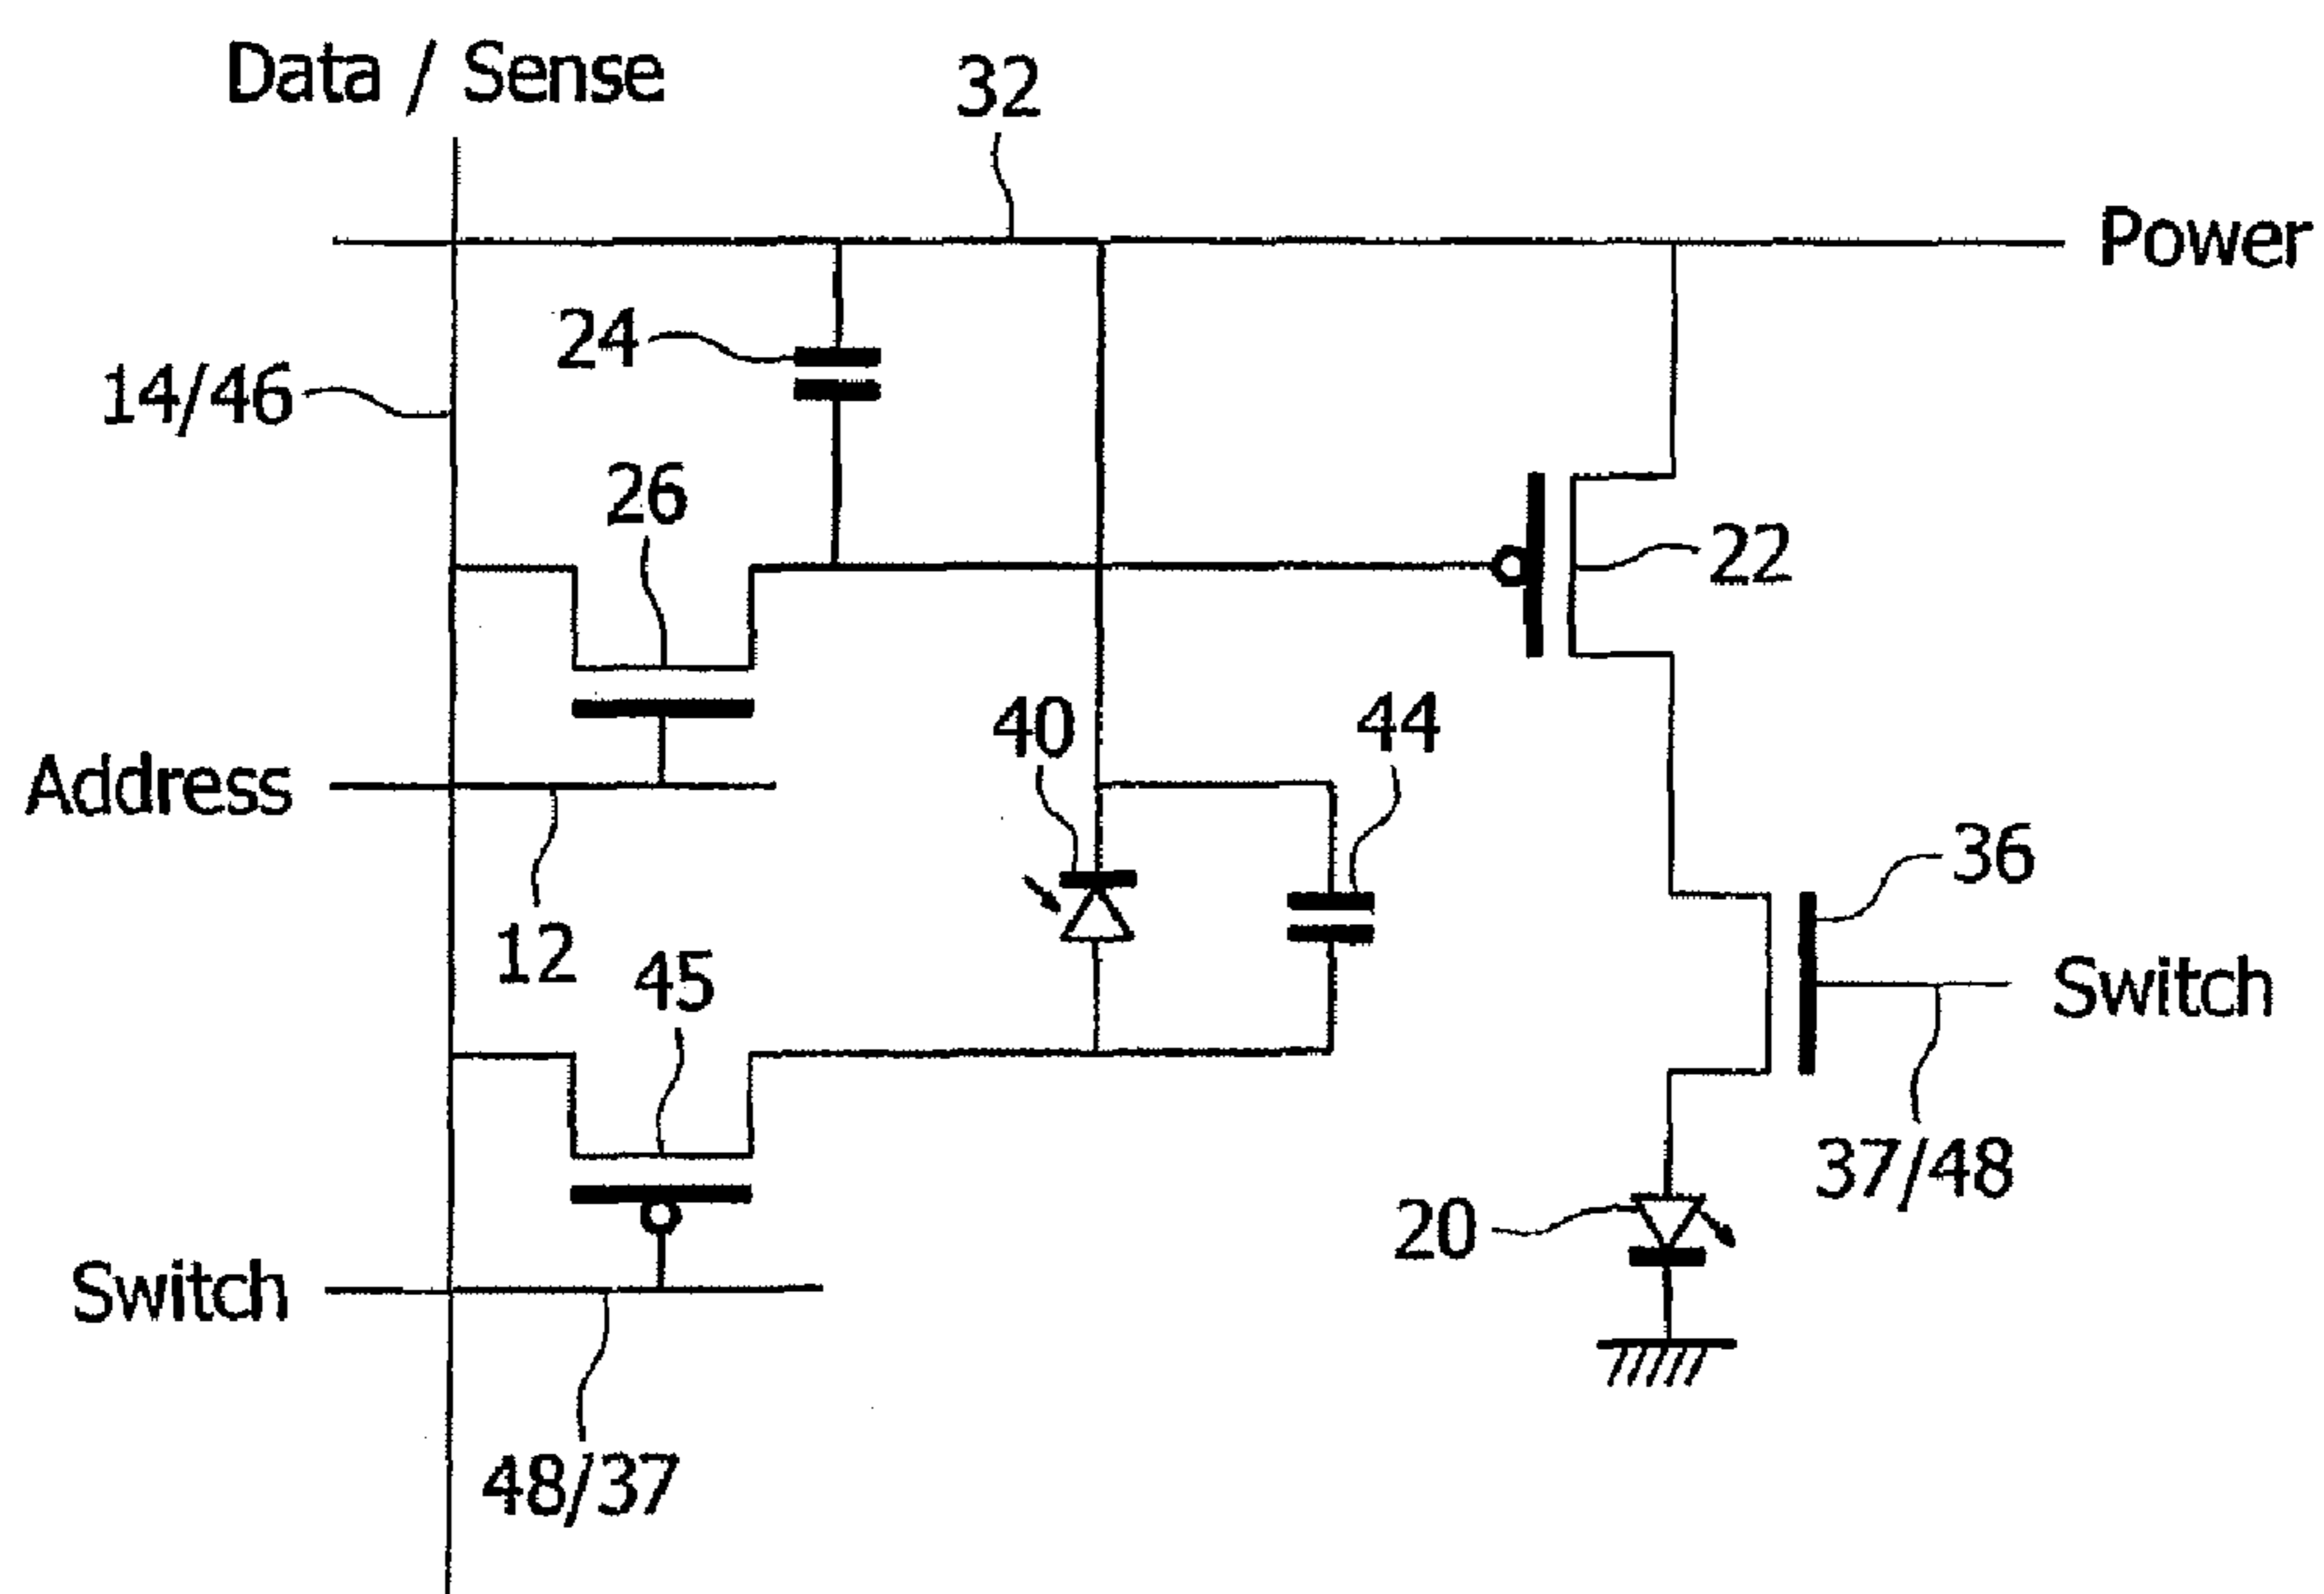 Data / Sense
32
Power
24
14/46
26
22
40
44
Address
36
12
45
Switch
37/48
20
Switch
48/37